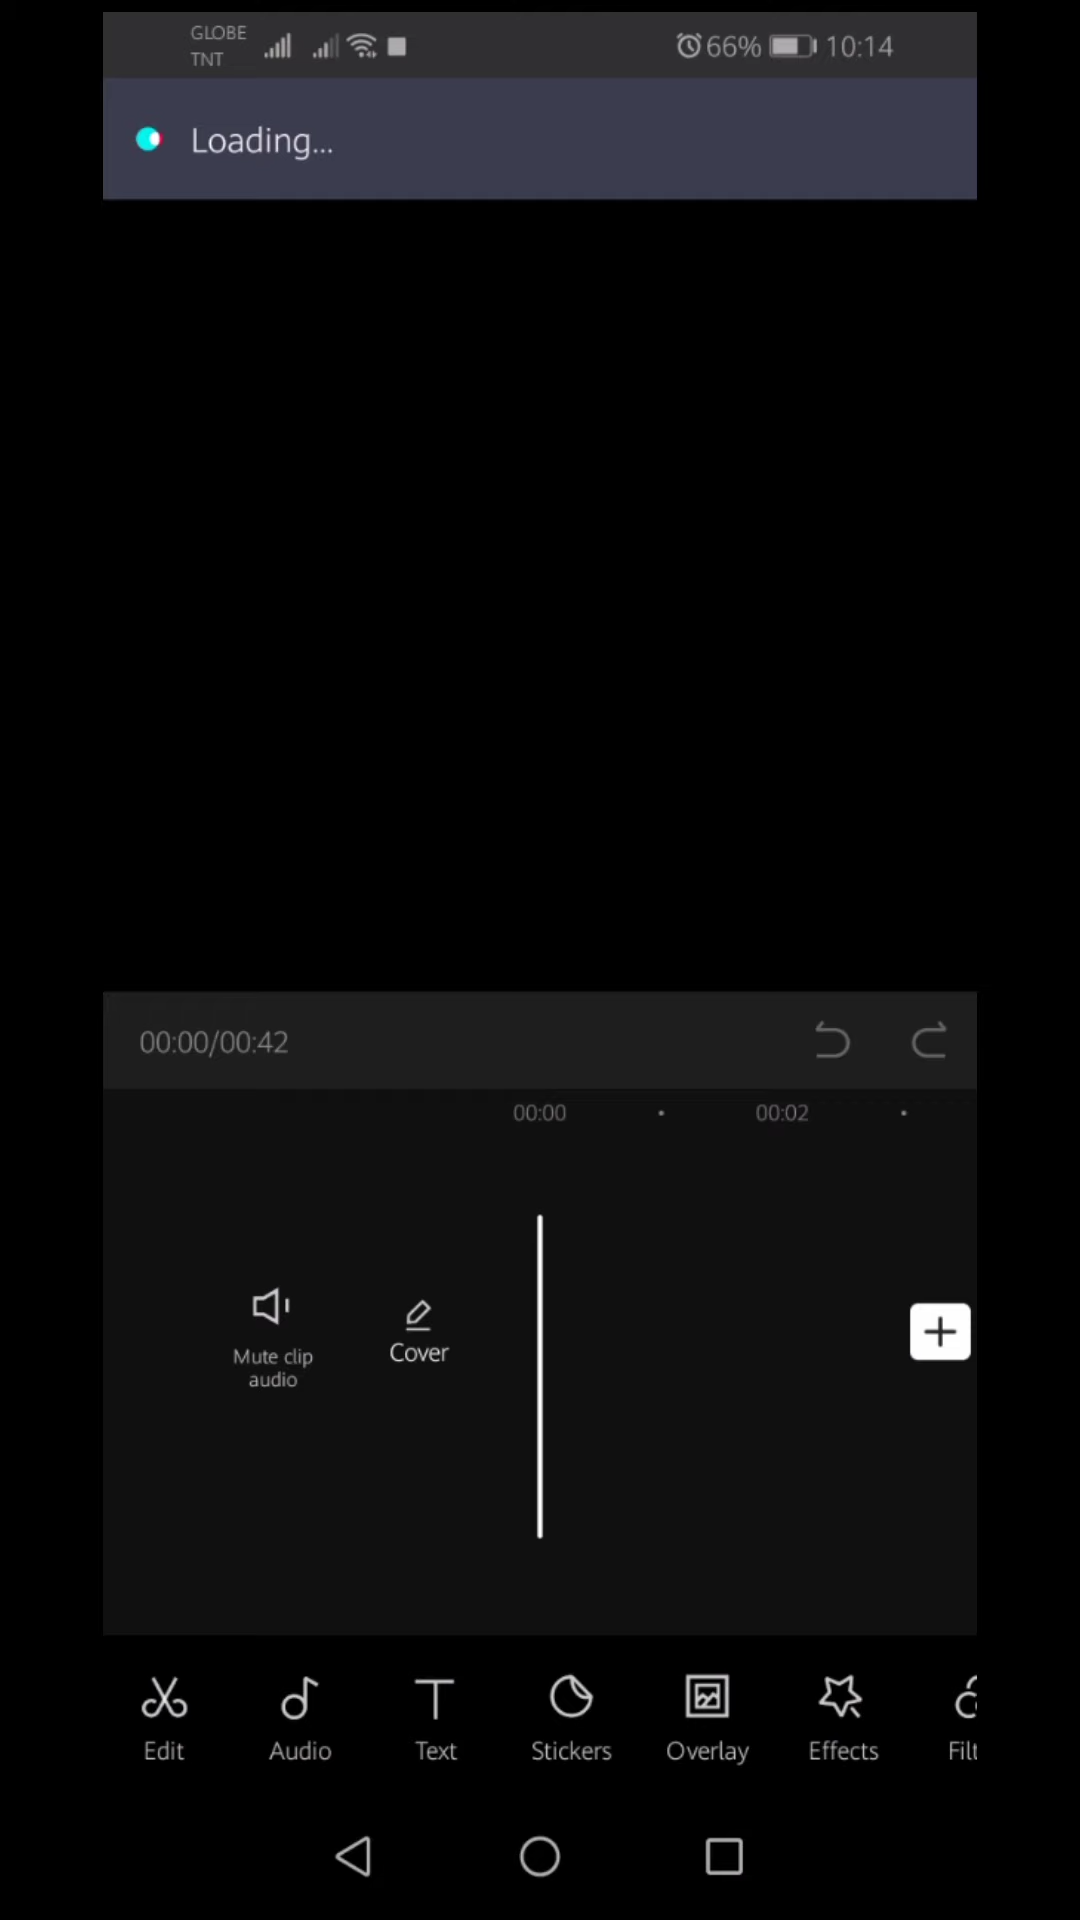 GLOBE
TNT
66% 10:14
Loading...
00:00/00:42
00:00 00:02
Mute clip
audio
Cover
Edit Audio Text Stickers Overlay Effects Filt